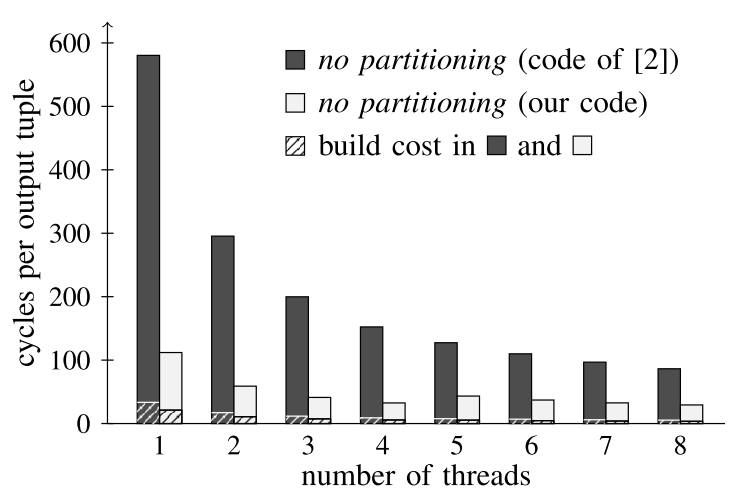 600
500
400
300
200
100
0
cycles per output tuple
no partitioning (code of [2])
no partitioning (our code)
build cost in and
1 2 3 4 5 6 7 8
number of threads